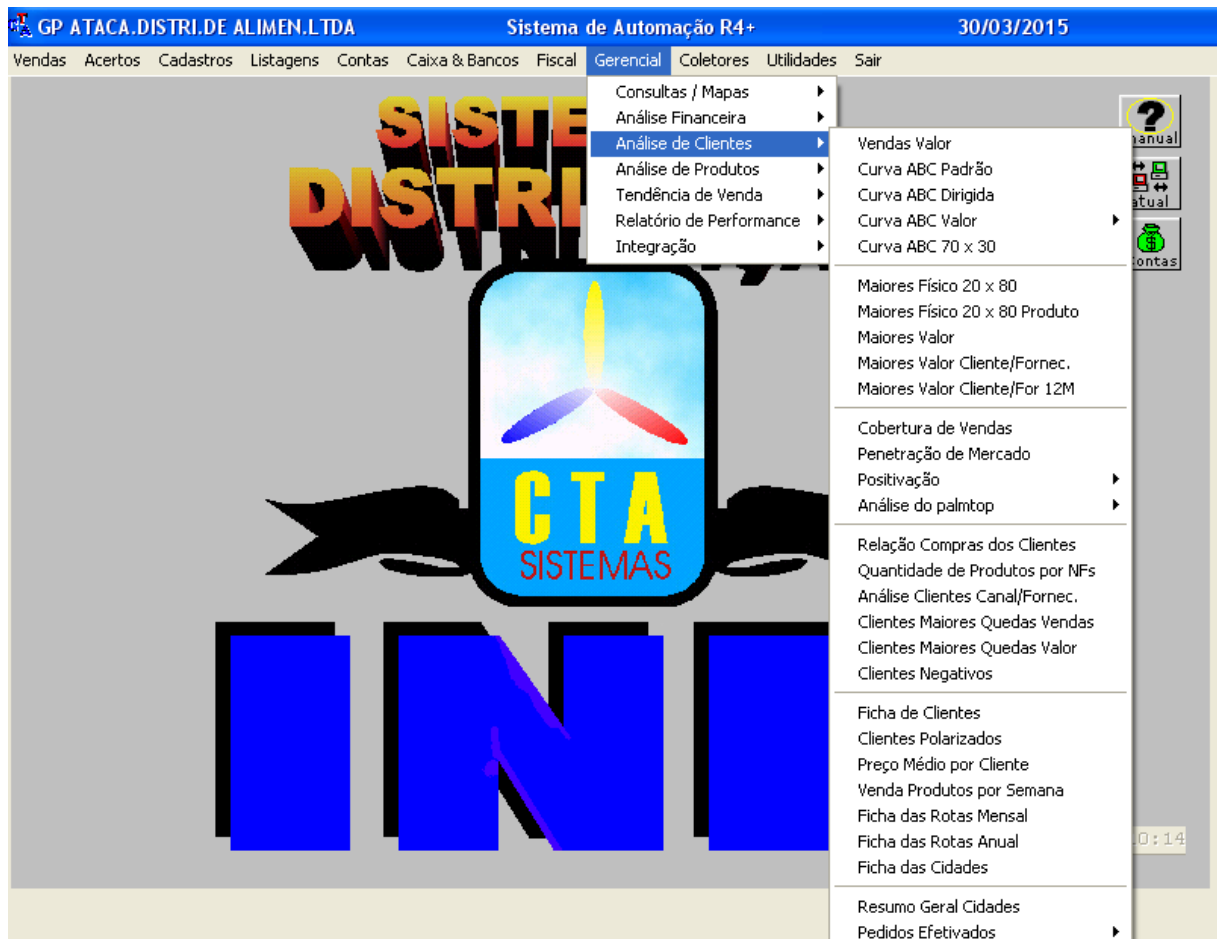 GP ATACA.DISTRI.DE ALIMEN.LTDA Sistema de Automação R4+ 30/03/2015
Vendas Acertos Cadastros Listagens Contas Caixa & Bancos Fiscal Gerencial Coletores Utilidades Sair
Consultas / Mapas
Análise Financeira
Análise de Clientes
Análise de Produtos
Tendência de Venda
Relatório de Performance
Integração
Vendas Valor
Curva ABC Padrão
Curva ABC Dirigida
Curva ABC Valor
Curva ABC 70 x 30
Maiores Físico 20 x 80
Maiores Físico 20 x 80 Produto
Maiores Valor
Maiores Valor Cliente/Fornec.
Maiores Valor Cliente/For 12M
Cobertura de Vendas
Penetração de Mercado
Positivação
Análise do palmtop
Relação Compras dos Clientes
Quantidade de Produtos por NFs
Análise Clientes Canal/Fornec.
Clientes Maiores Quedas Vendas
Clientes Maiores Quedas Valor
Clientes Negativos
Ficha de Clientes
Clientes Polarizados
Preço Médio por Cliente
Venda Produtos por Semana
Ficha das Rotas Mensal
Ficha das Rotas Anual
Ficha das Cidades
Resumo Geral Cidades
Pedidos Efetivados
SISTE
DISTRI
CTA
SISTEMAS
manual
atual
contas
0:14